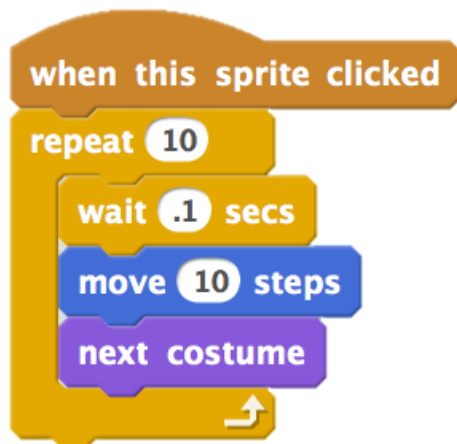 when this sprite clicked
repeat 10
wait .1 secs
move 10 steps
next costume